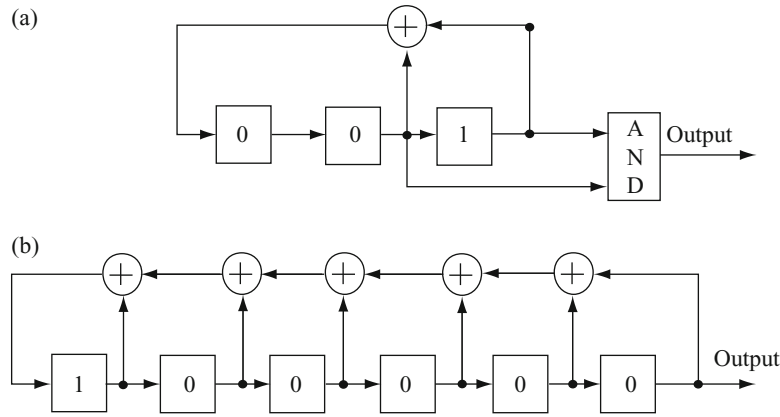 (a)
+
0 0 1
A
N
D
Output
(b)
+ + + + +
1 0 0 0 0 0
Output